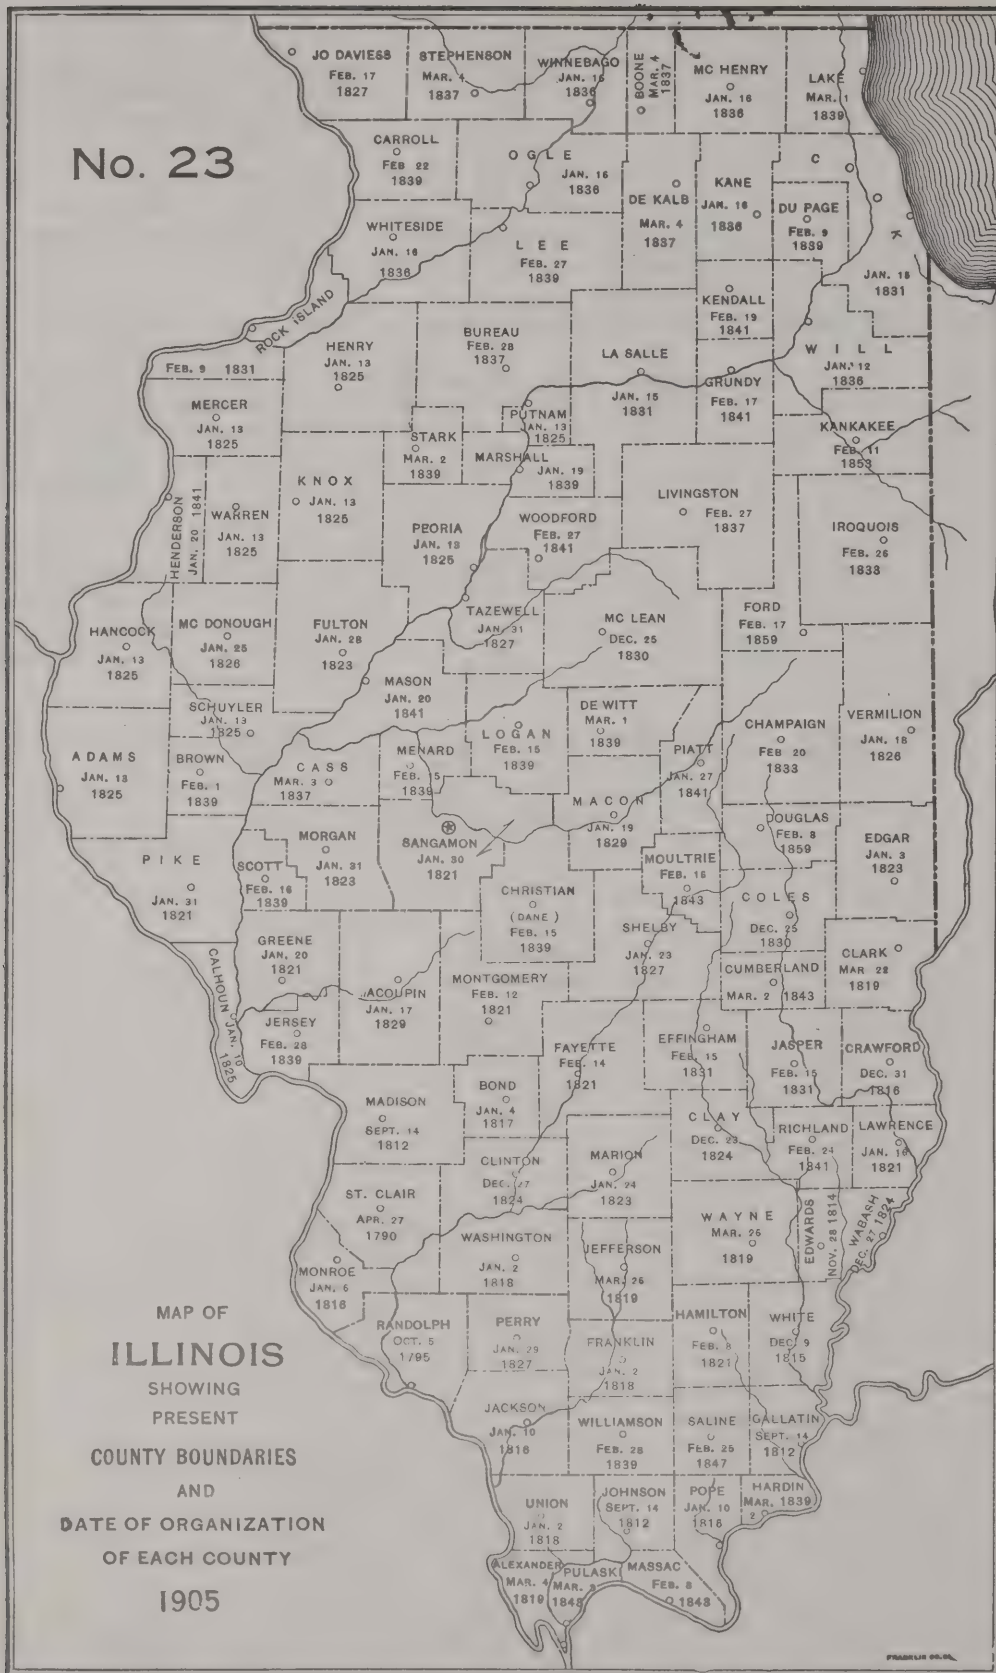 No. 23
JO DAVIESS
FEB. 17
1827
STEPHENSON
MAR. 4
1837
WINNEBAGO
JAN. 16
1836
BOONE
MAR. 4
1837
MC HENRY
JAN. 16
1836
LAKE
MAR. 1
1839
CARROLL
FEB 22
1839
OGLE
JAN. 16
1836
DE KALB
MAR. 4
1837
KANE
JAN. 16
1836
C
K
JAN. 15
1831
DU PAGE
FEB. 9
1839
WHITESIDE
JAN. 16
1836
LEE
FEB. 27
1839
KENDALL
FEB. 19
1841
ROCK ISLAND
FEB. 9 1831
HENRY
JAN. 13
1825
BUREAU
FEB. 28
1837
LA SALLE
JAN. 15
1831
GRUNDY
FEB. 17
1841
WILL
JAN. 12
1836
MERCER
JAN. 13
1825
STARK
MAR. 2
1839
PUTNAM
JAN. 13
1825
MARSHALL
JAN. 19
1839
KANKAKEE
FEB. 11
1853
HENDERSON
JAN. 20 1841
WARREN
JAN. 13
1825
KNOX
JAN. 13
1825
PEORIA
JAN. 13
1825
WOODFORD
FEB. 27
1841
LIVINGSTON
FEB. 27
1837
IROQUOIS
FEB. 26
1833
HANCOCK
JAN. 13
1825
MC DONOUGH
JAN. 25
1826
FULTON
JAN. 28
1823
TAZEWELL
JAN. 31
1827
MC LEAN
DEC. 25
1830
FORD
FEB. 17
1859
SCHUYLER
JAN. 13
1825
MASON
JAN. 20
1841
LOGAN
FEB. 15
1839
DE WITT
MAR. 1
1839
PIATT
JAN. 27
1841
CHAMPAIGN
FEB 20
1833
VERMILION
JAN. 18
1826
ADAMS
JAN. 13
1825
BROWN
FEB. 1
1839
CASS
MAR. 3
1837
MENARD
FEB. 15
1839
MACON
JAN. 19
1829
DOUGLAS
FEB. 8
1859
EDGAR
JAN. 3
1823
PIKE
JAN. 31
1821
SCOTT
FEB. 16
1839
MORGAN
JAN. 31
1823
SANGAMON
JAN. 30
1821
CHRISTIAN
(DANE)
FEB. 15
1839
MOULTRIE
FEB. 16
1843
COLES
DEC. 25
1830
CLARK
MAR 22
1819
GREENE
JAN. 20
1821
ACOUPIN
JAN. 17
1829
MONTGOMERY
FEB. 12
1821
SHELBY
JAN. 23
1827
CUMBERLAND
MAR. 2 1843
CALHOUN JAN. 10
1825
JERSEY
FEB. 28
1839
FAYETTE
FEB. 14
1821
EFFINGHAM
FEB. 15
1831
JASPER
FEB. 15
1831
CRAWFORD
DEC. 31
1816
MADISON
SEPT. 14
1812
BOND
JAN. 4
1817
CLAY
DEC. 23
1824
RICHLAND
FEB. 24
1841
LAWRENCE
JAN. 16
1821
ST. CLAIR
APR. 27
1790
CLINTON
DEC. 27
1824
MARION
JAN. 24
1823
WAYNE
MAR. 26
1819
EDWARDS
NOV. 28 1814
WABASH
DEC. 27 1824
MONROE
JAN. 6
1816
WASHINGTON
JAN. 2
1818
JEFFERSON
MAR. 26
1819
RANDOLPH
OCT. 5
1795
PERRY
JAN. 29
1827
FRANKLIN
JAN. 2
1818
HAMILTON
FEB. 8
1821
WHITE
DEC. 9
1815
JACKSON
JAN. 10
1816
WILLIAMSON
FEB. 28
1839
SALINE
FEB. 25
1847
GALLATIN
SEPT. 14
1812
UNION
JAN. 2
1818
JOHNSON
SEPT. 14
1812
POPE
JAN. 10
1816
HARDIN
MAR. 1839
2
ALEXANDER
MAR. 4
1819
PULASKI
MAR. 3
1843
MASSAC
FEB. 8
1843
MAP OF
ILLINOIS
SHOWING
PRESENT
COUNTY BOUNDARIES
AND
DATE OF ORGANIZATION
OF EACH COUNTY
1905